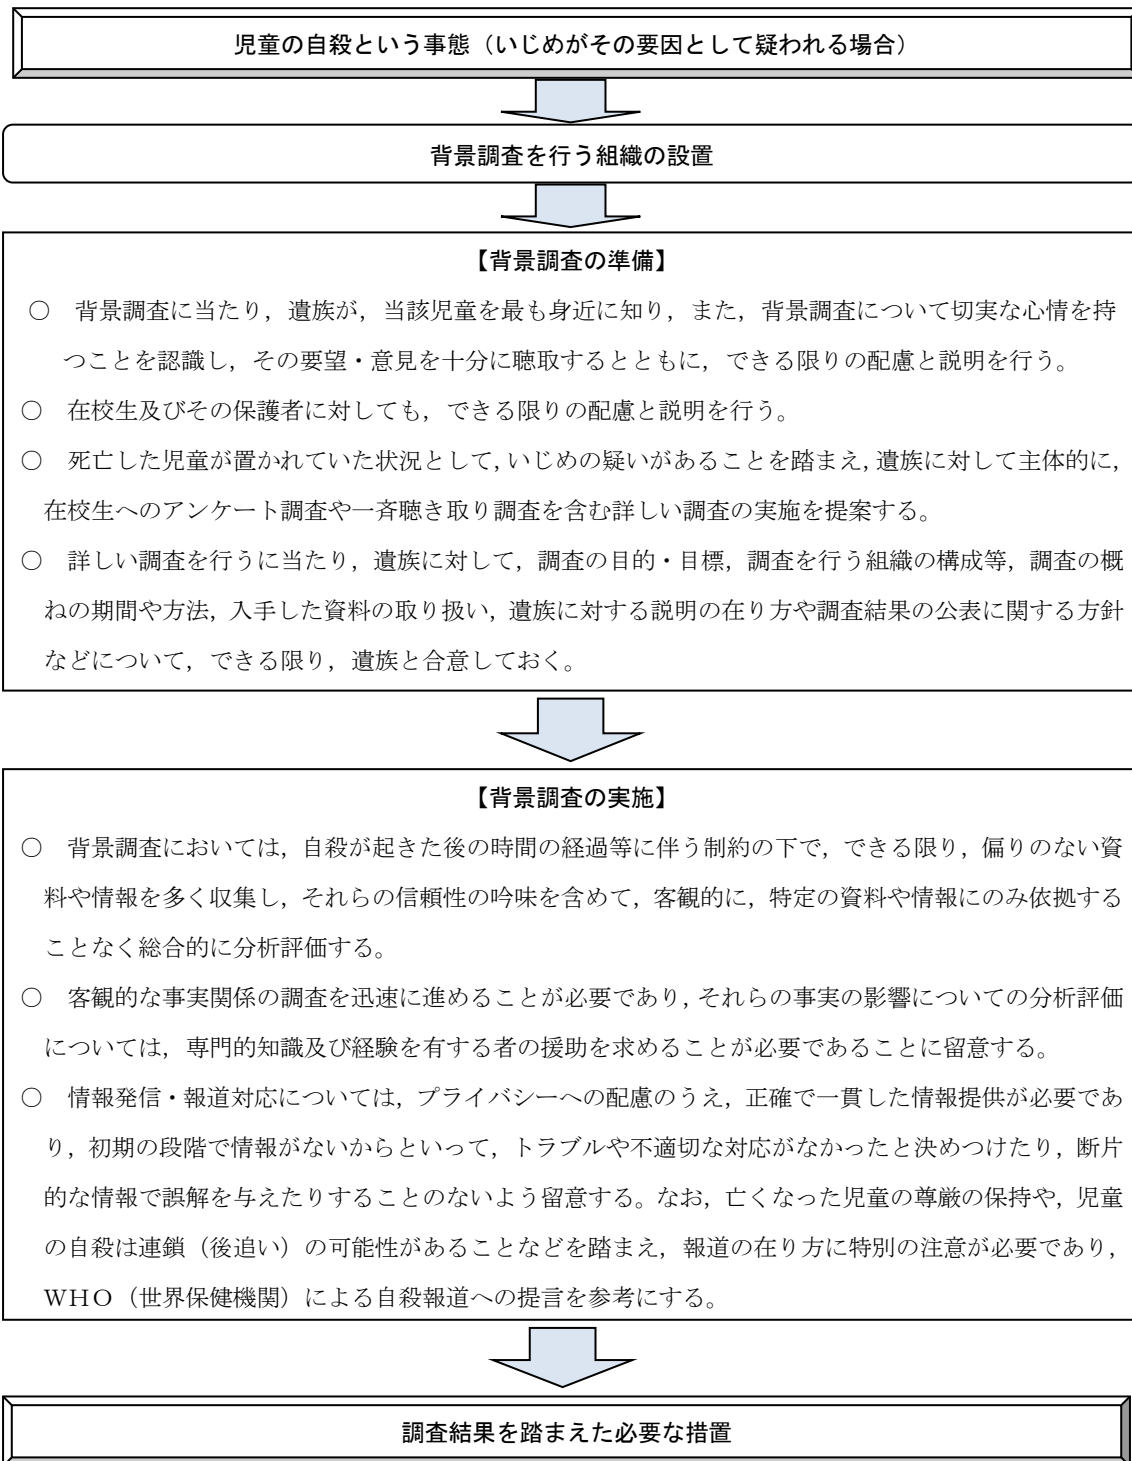 児童の自殺という事態（いじめがその要因として疑われる場合）
背景調査を行う組織の設置
【背景調査の準備】
○　背景調査に当たり，遺族が，当該児童を最も身近に知り，また，背景調査について切実な心情を持
つことを認識し，その要望・意見を十分に聴取するとともに，できる限りの配慮と説明を行う。
○　在校生及びその保護者に対しても，できる限りの配慮と説明を行う。
○　死亡した児童が置かれていた状況として，いじめの疑いがあることを踏まえ，遺族に対して主体的に，
在校生へのアンケート調査や一斉聴き取り調査を含む詳しい調査の実施を提案する。
○　詳しい調査を行うに当たり，遺族に対して，調査の目的・目標，調査を行う組織の構成等，調査の概
ねの期間や方法，入手した資料の取り扱い，遺族に対する説明の在り方や調査結果の公表に関する方針
などについて，できる限り，遺族と合意しておく。
【背景調査の実施】
○　背景調査においては，自殺が起きた後の時間の経過等に伴う制約の下で，できる限り，偏りのない資
料や情報を多く収集し，それらの信頼性の吟味を含めて，客観的に，特定の資料や情報にのみ依拠する
ことなく総合的に分析評価する。
○　客観的な事実関係の調査を迅速に進めることが必要であり，それらの事実の影響についての分析評価
については，専門的知識及び経験を有する者の援助を求めることが必要であることに留意する。
○　情報発信・報道対応については，プライバシーへの配慮のうえ，正確で一貫した情報提供が必要であ
り，初期の段階で情報がないからといって，トラブルや不適切な対応がなかったと決めつけたり，断片
的な情報で誤解を与えたりすることのないよう留意する。なお，亡くなった児童の尊厳の保持や，児童
の自殺は連鎖（後追い）の可能性があることなどを踏まえ，報道の在り方に特別の注意が必要であり，
ＷＨＯ（世界保健機関）による自殺報道への提言を参考にする。
調査結果を踏まえた必要な措置